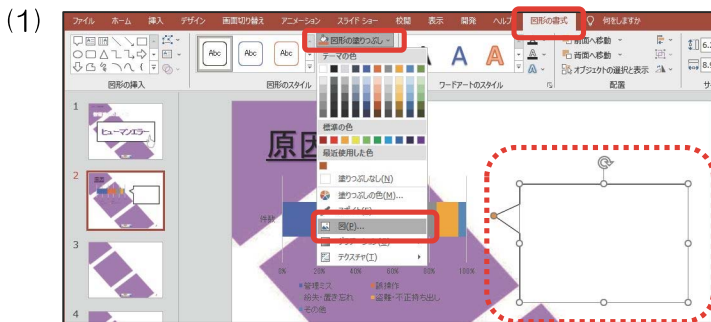 (1)
ファイル ホーム 挿入 デザイン 画面切り替え アニメーション スライド ショー 校閲 表示 開発 ヘルプ 図形の書式 何をしますか
図形の塗りつぶし
Abc Abc Abc
A A A
前面へ移動
背面へ移動
オブジェクトの選択と表示
図形の挿入 図形のスタイル ワードアートのスタイル 配置
テーマの色
標準の色
最近使用した色
塗りつぶしなし(N)
塗りつぶしの色(M)...
図(P)...
テクスチャ(T)
1
ヒューマンエラー
2
3
4
原因
件数
0% 20% 40% 60% 80% 100%
管理ミス 誤操作
紛失・置き忘れ 盗難・不正持ち出し
その他